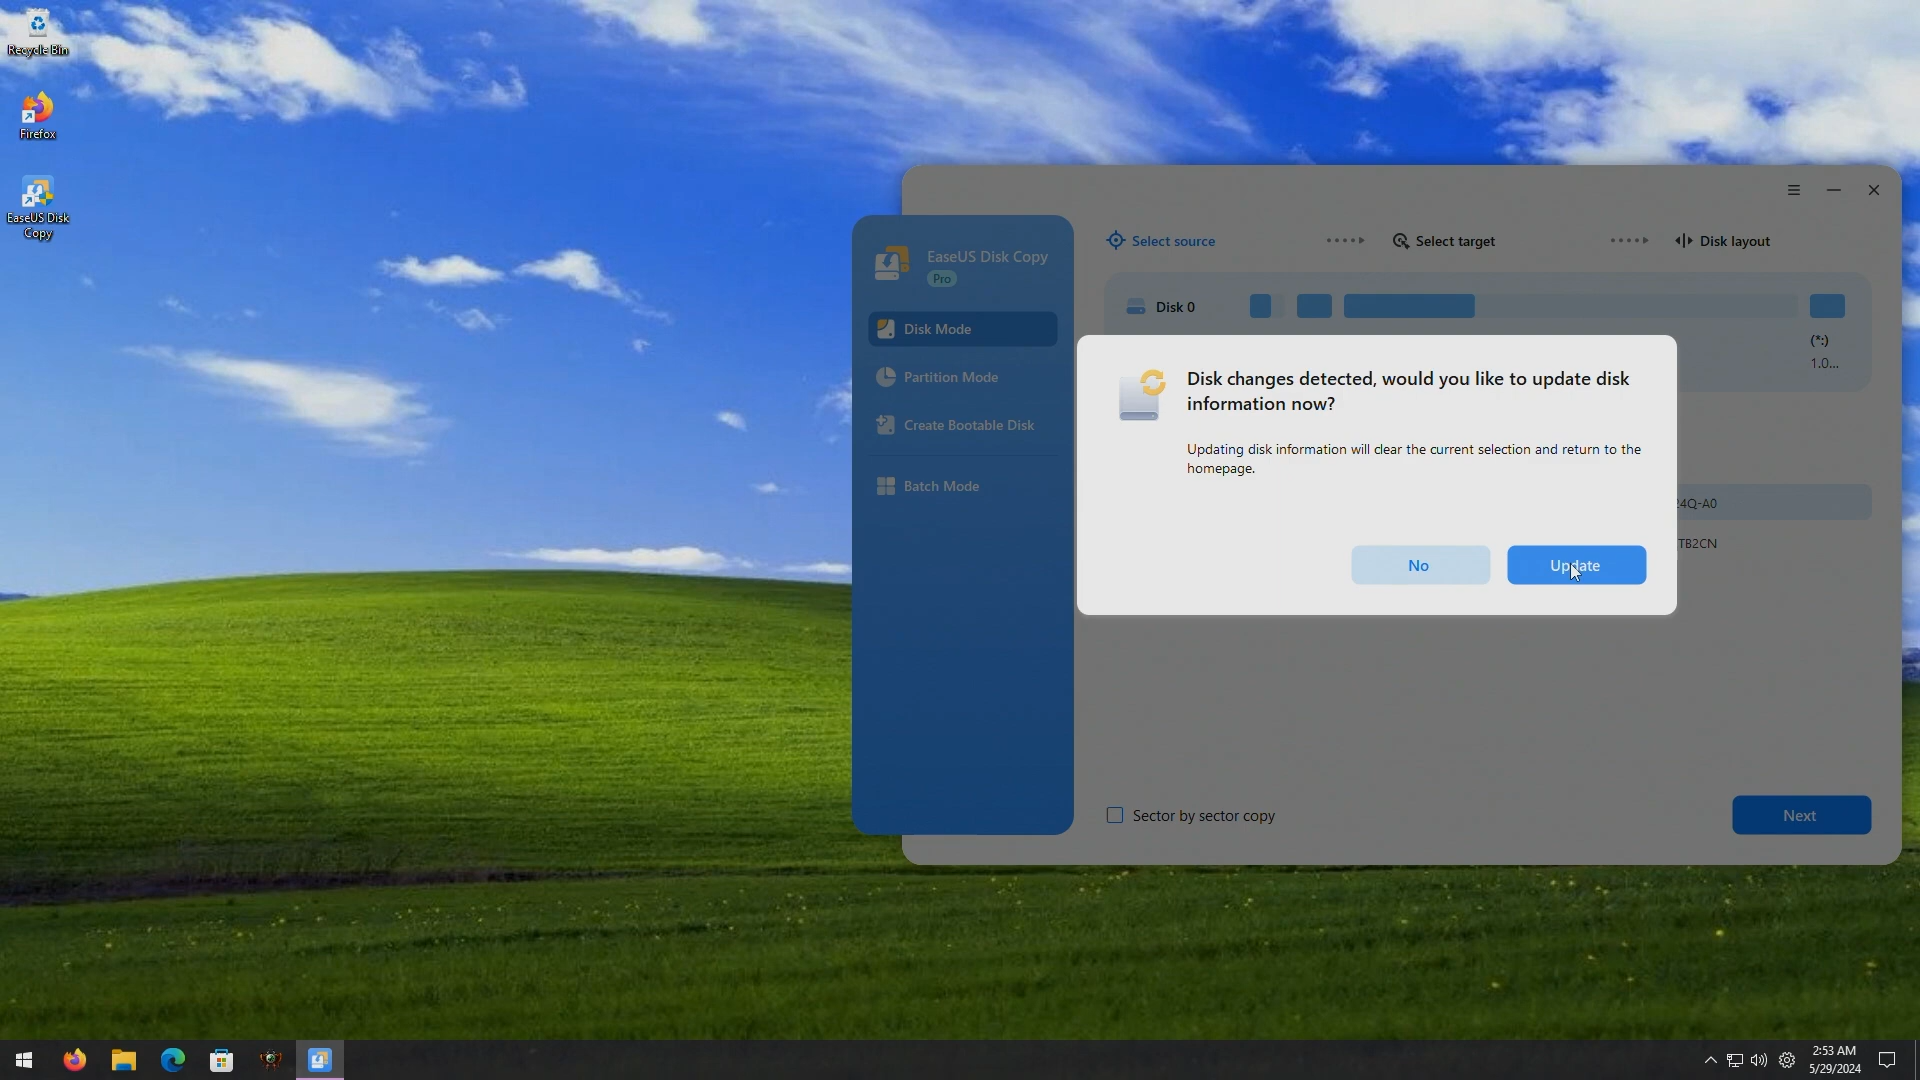 Recycle Bin
Firefox
EaseUS Disk
Copy
EaseUS Disk Copy
Pro
Disk Mode
Partition Mode
Create Bootable Disk
Batch Mode
Select source
Select target
Disk layout
Disk 0
(*:)
1.0...
Disk changes detected, would you like to update disk
information now?
Updating disk information will clear the current selection and return to the
homepage.
24Q-A0
TB2CN
No
Update
Sector by sector copy
Next
2:53 AM
5/29/2024